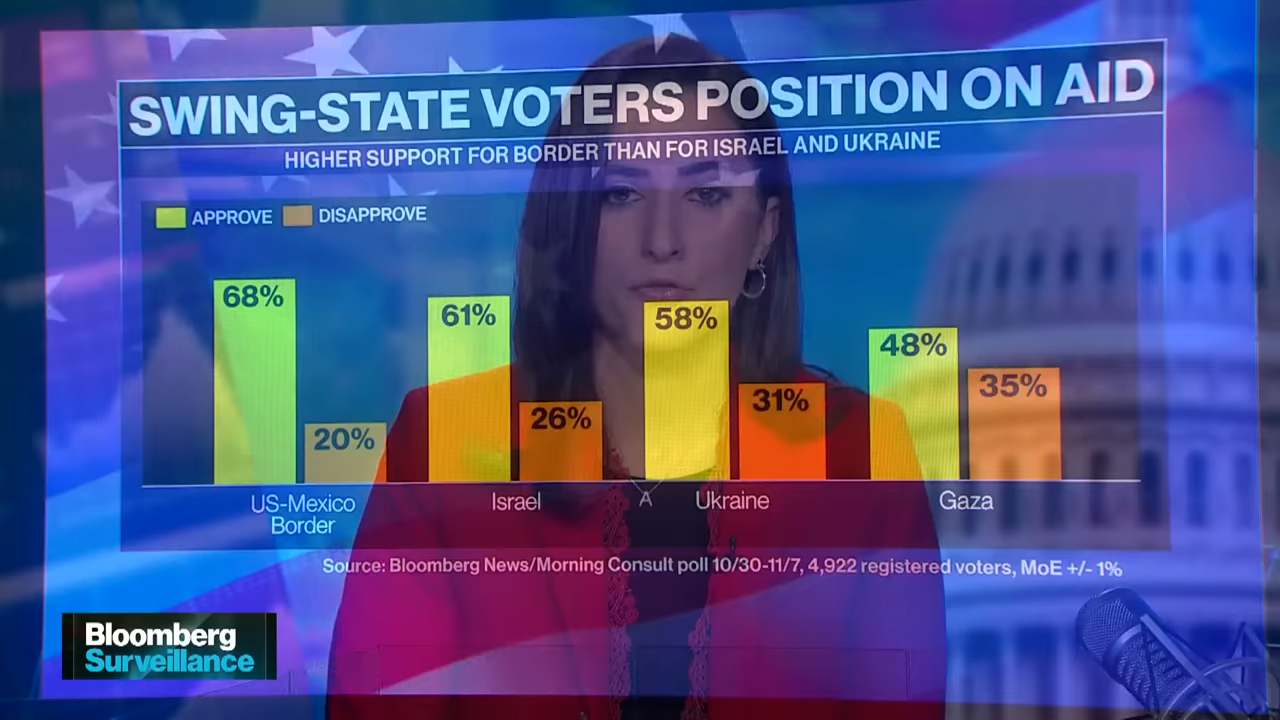 SWING-STATE VOTERS POSITION ON AID
HIGHER SUPPORT FOR BORDER THAN FOR ISRAEL AND UKRAINE
APPROVE
DISAPPROVE
68%
20%
61%
26%
58%
31%
48%
35%
US-Mexico
Border
Israel
A
Ukraine
Gaza
Source: Bloomberg News/Morning Consult poll 10/30-11/7, 4,922 registered voters, MoE +/- 1%
Bloomberg
Surveillance